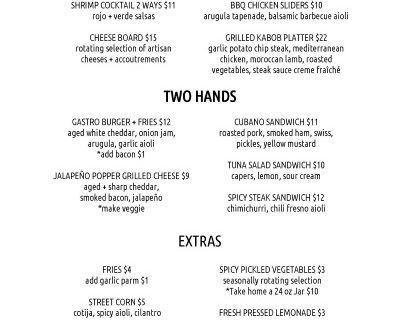 SHRIMP COCKTAIL 2 WAYS $11
rojo + verde salsas
CHEESE BOARD $15
rotating selection of artisan
cheeses + accoutrements
BBQ CHICKEN SLIDERS $10
arugula tapenade, balsamic barbecue aioli
GRILLED KABOB PLATTER $22
garlic potato chip steak, mediterranean
chicken, moroccan lamb, roasted
vegetables, steak sauce creme fraîché
TWO HANDS
GASTRO BURGER + FRIES $12
aged white cheddar, onion jam,
arugula, garlic aioli
*add bacon $1
JALAPEÑO POPPER GRILLED CHEESE $9
aged + sharp cheddar,
smoked bacon, jalapeño
*make veggie
CUBANO SANDWICH $11
roasted pork, smoked ham, swiss,
pickles, yellow mustard
TUNA SALAD SANDWICH $10
capers, lemon, sour cream
SPICY STEAK SANDWICH $12
chimichurri, chili fresno aioli
EXTRAS
FRIES $4
add garlic parm $1
STREET CORN $5
cotija, spicy aioli, cilantro
SPICY PICKLED VEGETABLES $3
seasonally rotating selection
*Take home a 24 oz Jar $10
FRESH PRESSED LEMONADE $3